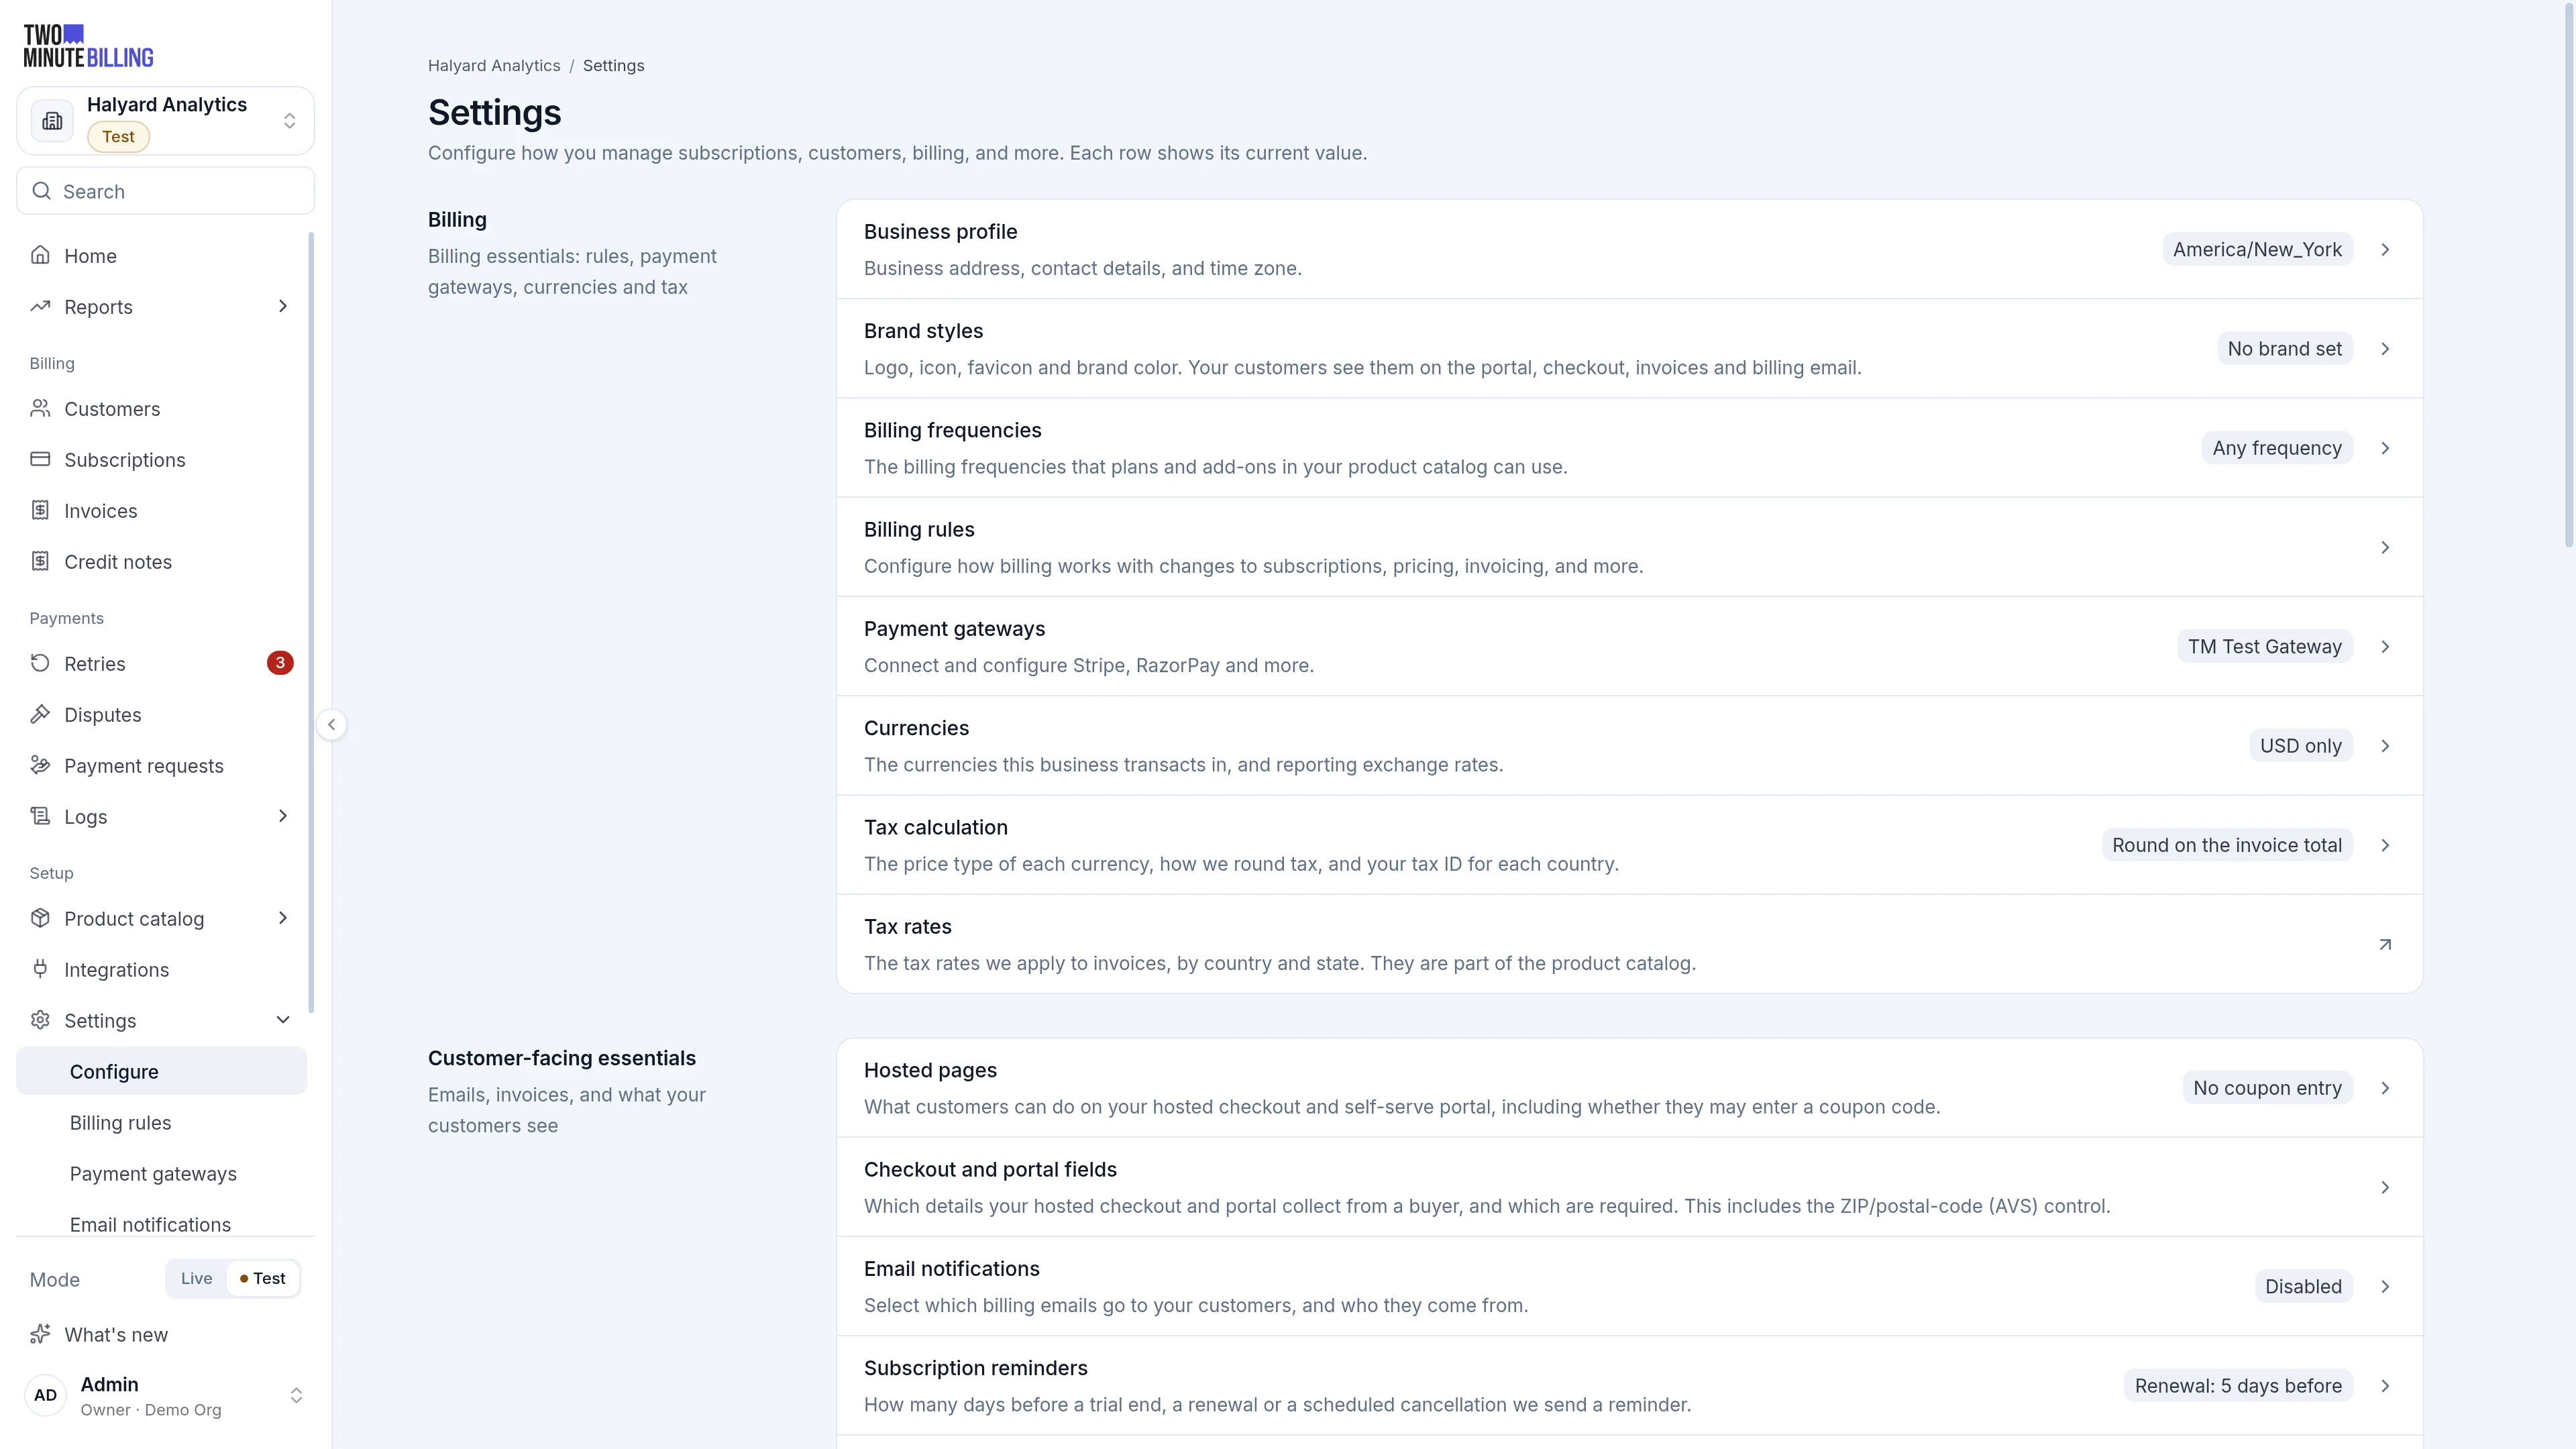 TWO
MINUTE BILLING
Halyard Analytics
Test
Search
Home
Reports
Billing
Customers
Subscriptions
Invoices
Credit notes
Payments
Retries
3
Disputes
Payment requests
Logs
Setup
Product catalog
Integrations
Settings
Configure
Billing rules
Payment gateways
Email notifications
Mode
Live
Test
What's new
AD
Admin
Owner · Demo Org
Halyard Analytics / Settings
Settings
Configure how you manage subscriptions, customers, billing, and more. Each row shows its current value.
Billing
Billing essentials: rules, payment
gateways, currencies and tax
Business profile
Business address, contact details, and time zone.
America/New_York
Brand styles
Logo, icon, favicon and brand color. Your customers see them on the portal, checkout, invoices and billing email.
No brand set
Billing frequencies
The billing frequencies that plans and add-ons in your product catalog can use.
Any frequency
Billing rules
Configure how billing works with changes to subscriptions, pricing, invoicing, and more.
Payment gateways
Connect and configure Stripe, RazorPay and more.
TM Test Gateway
Currencies
The currencies this business transacts in, and reporting exchange rates.
USD only
Tax calculation
The price type of each currency, how we round tax, and your tax ID for each country.
Round on the invoice total
Tax rates
The tax rates we apply to invoices, by country and state. They are part of the product catalog.
Customer-facing essentials
Emails, invoices, and what your
customers see
Hosted pages
What customers can do on your hosted checkout and self-serve portal, including whether they may enter a coupon code.
No coupon entry
Checkout and portal fields
Which details your hosted checkout and portal collect from a buyer, and which are required. This includes the ZIP/postal-code (AVS) control.
Email notifications
Select which billing emails go to your customers, and who they come from.
Disabled
Subscription reminders
How many days before a trial end, a renewal or a scheduled cancellation we send a reminder.
Renewal: 5 days before